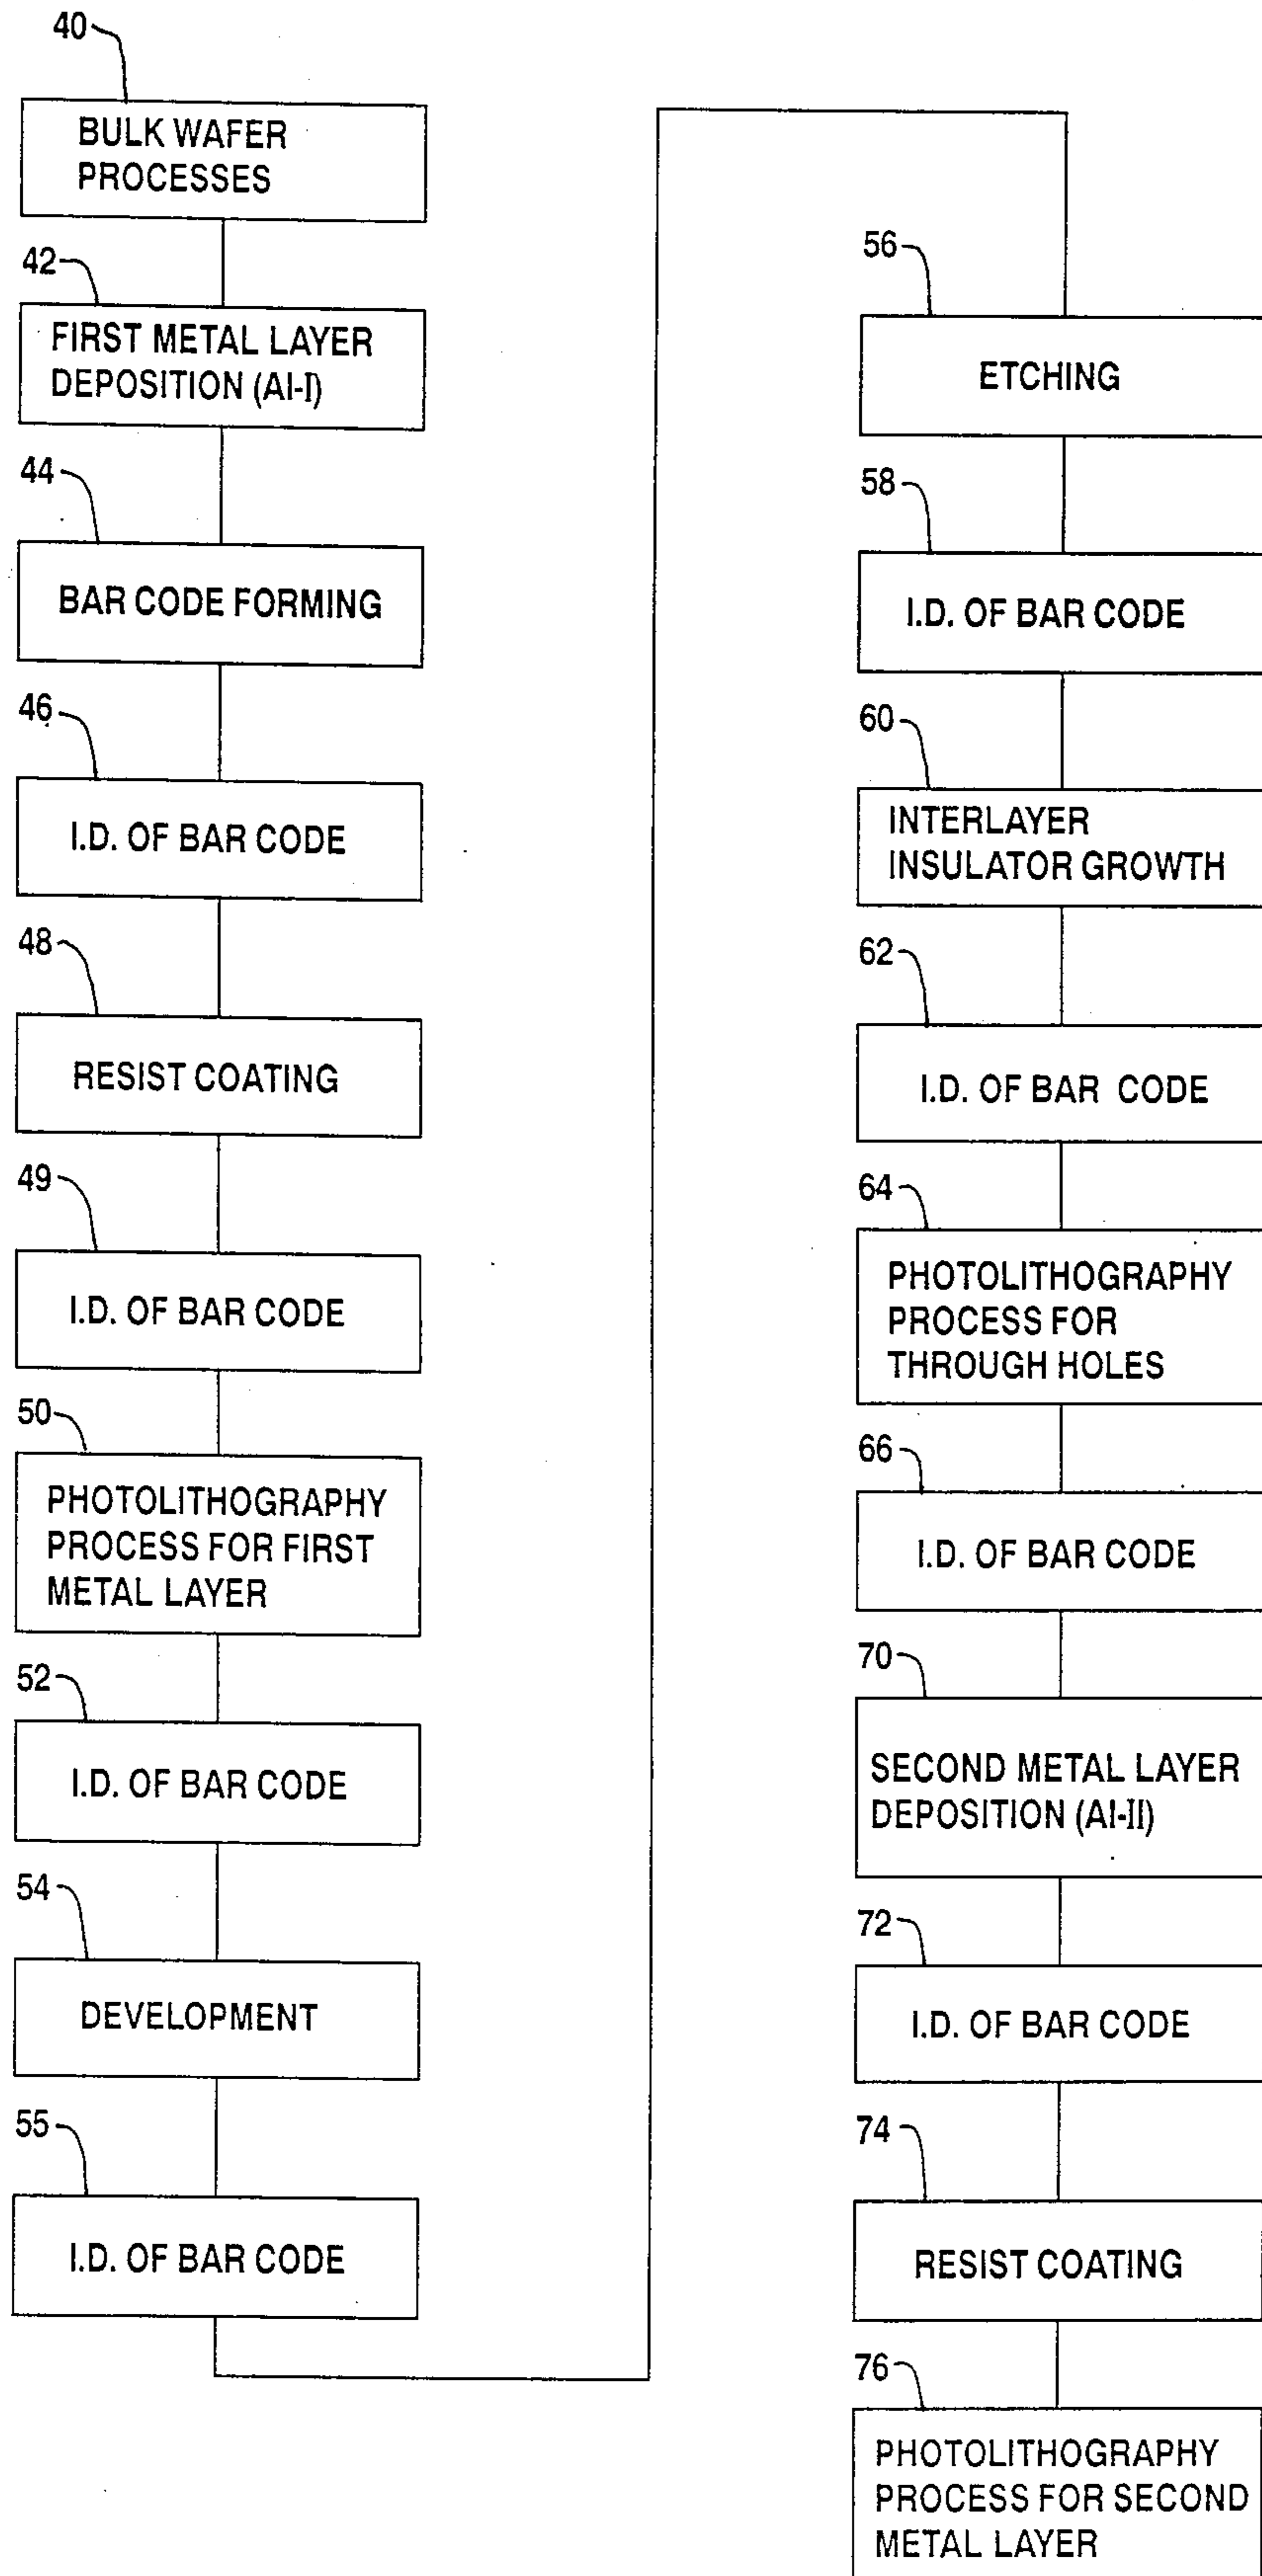 40
BULK WAFER
PROCESSES
42
FIRST METAL LAYER
DEPOSITION (Al-I)
44
BAR CODE FORMING
46
I.D. OF BAR CODE
48
RESIST COATING
49
I.D. OF BAR CODE
50
PHOTOLITHOGRAPHY
PROCESS FOR FIRST
METAL LAYER
52
I.D. OF BAR CODE
54
DEVELOPMENT
55
I.D. OF BAR CODE
56
ETCHING
58
I.D. OF BAR CODE
60
INTERLAYER
INSULATOR GROWTH
62
I.D. OF BAR CODE
64
PHOTOLITHOGRAPHY
PROCESS FOR
THROUGH HOLES
66
I.D. OF BAR CODE
70
SECOND METAL LAYER
DEPOSITION (Al-II)
72
I.D. OF BAR CODE
74
RESIST COATING
76
PHOTOLITHOGRAPHY
PROCESS FOR SECOND
METAL LAYER